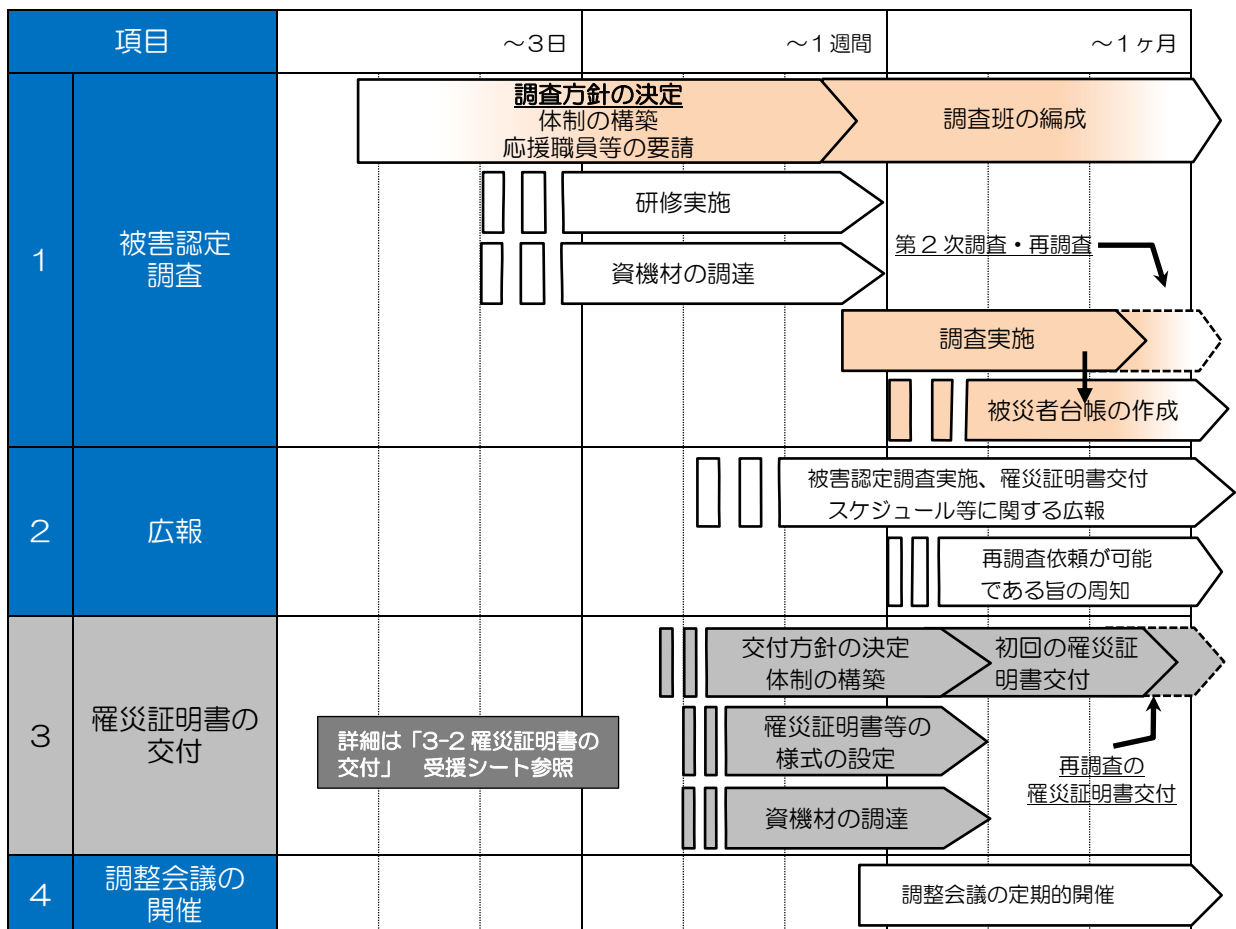 項目
～3日
～1週間
～1ヶ月
1
被害認定
調査
調査方針の決定
体制の構築
応援職員等の要請
調査班の編成
研修実施
資機材の調達
第2次調査・再調査
調査実施
被災者台帳の作成
2
広報
被害認定調査実施、罹災証明書交付
スケジュール等に関する広報
再調査依頼が可能
である旨の周知
3
罹災証明書の
交付
交付方針の決定
体制の構築
初回の罹災証
明書交付
詳細は「3-2 罹災証明書の
交付」 受援シート参照
罹災証明書等の
様式の設定
再調査の
罹災証明書交付
資機材の調達
4
調整会議の
開催
調整会議の定期的開催